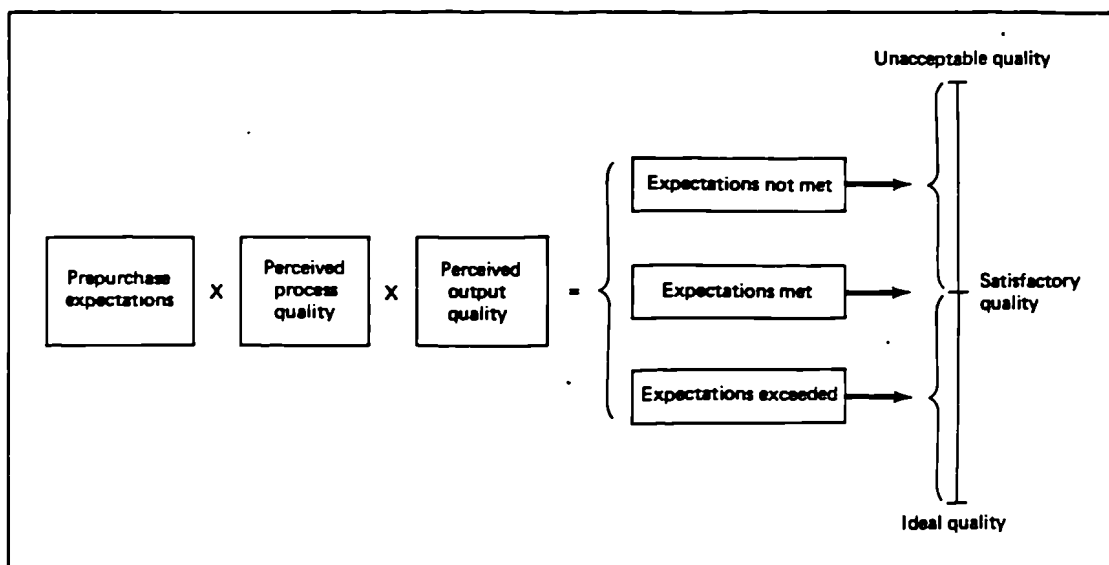 Unacceptable quality
Expectations not met
Prepurchase
expectations
X
Perceived
process
quality
X
Perceived
output
quality
=
Expectations met
Satisfactory
quality
Expectations exceeded
Ideal quality